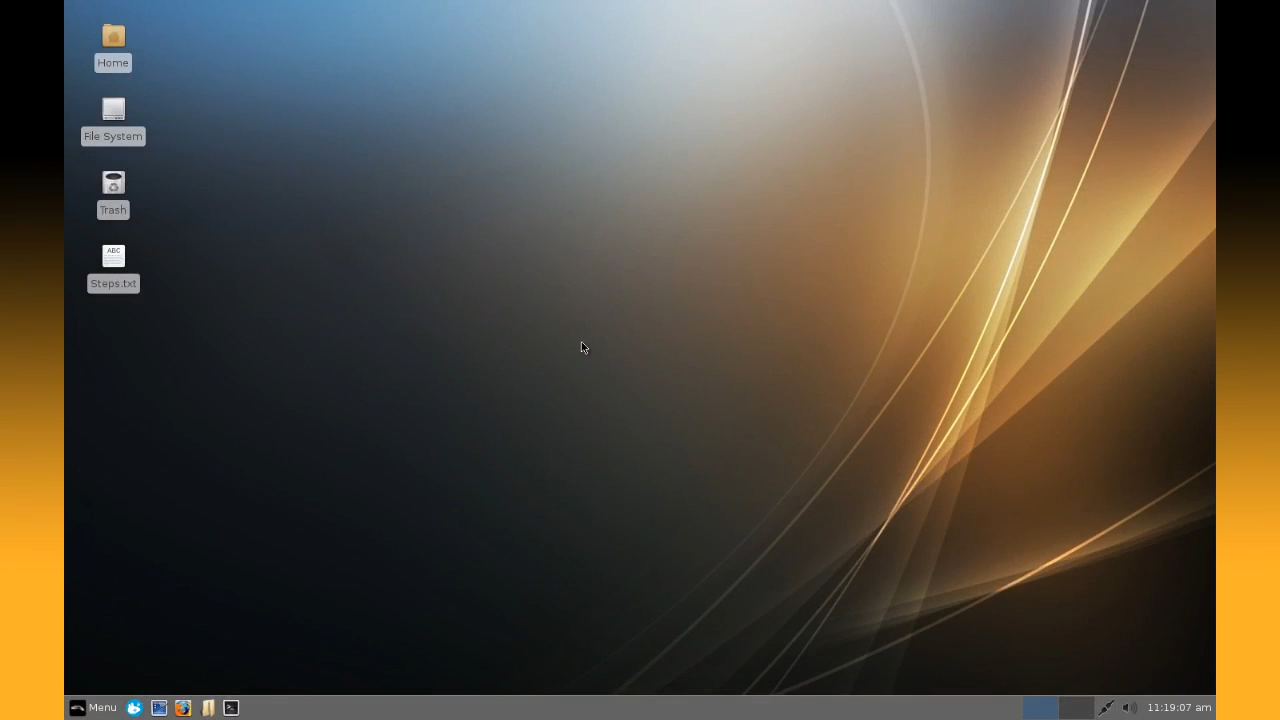 Home
File System
Trash
ABC
Steps.txt
Menu
11:19:07 am